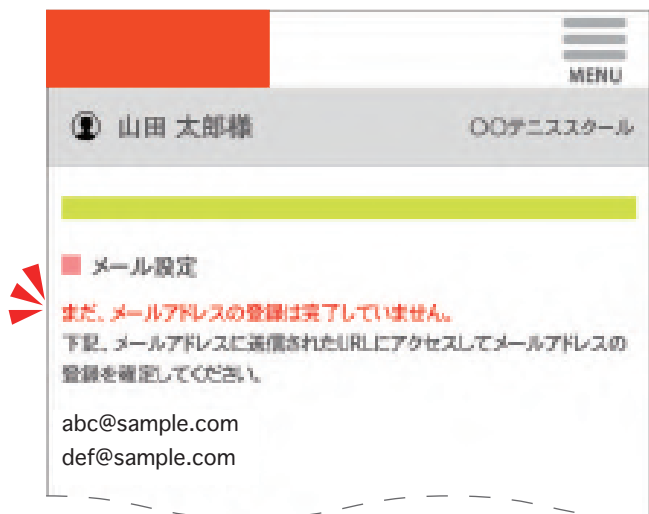 MENU
山田 太郎様
〇〇テニススクール
メール設定
まだ、メールアドレスの登録は完了していません。
下記、メールアドレスに送信されたURLにアクセスしてメールアドレスの
登録を確定してください。
abc@sample.com
def@sample.com